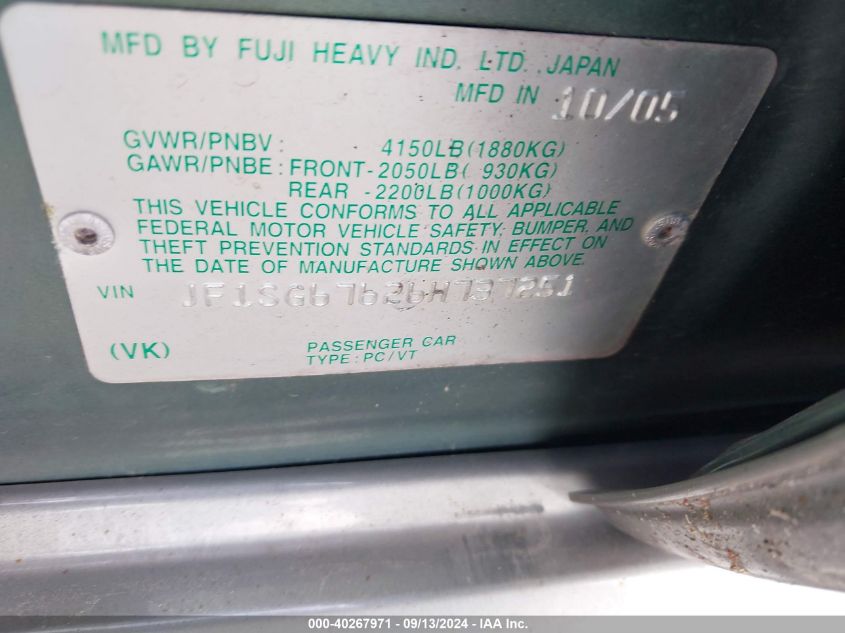 MFD BY FUJI HEAVY IND. LTD. JAPAN
MFD IN 10/05
GVWR/PNBV: 4150LB(1880KG)
GAWR/PNBE: FRONT-2050LB( 930KG)
REAR -2200LB(1000KG)
THIS VEHICLE CONFORMS TO ALL APPLICABLE
FEDERAL MOTOR VEHICLE SAFETY, BUMPER, AND
THEFT PREVENTION STANDARDS IN EFFECT ON
THE DATE OF MANUFACTURE SHOWN ABOVE.
VIN JF1SG67626H737251
(VK) PASSENGER CAR
TYPE: PC/VT
000-40267971 - 09/13/2024 - IAA Inc.